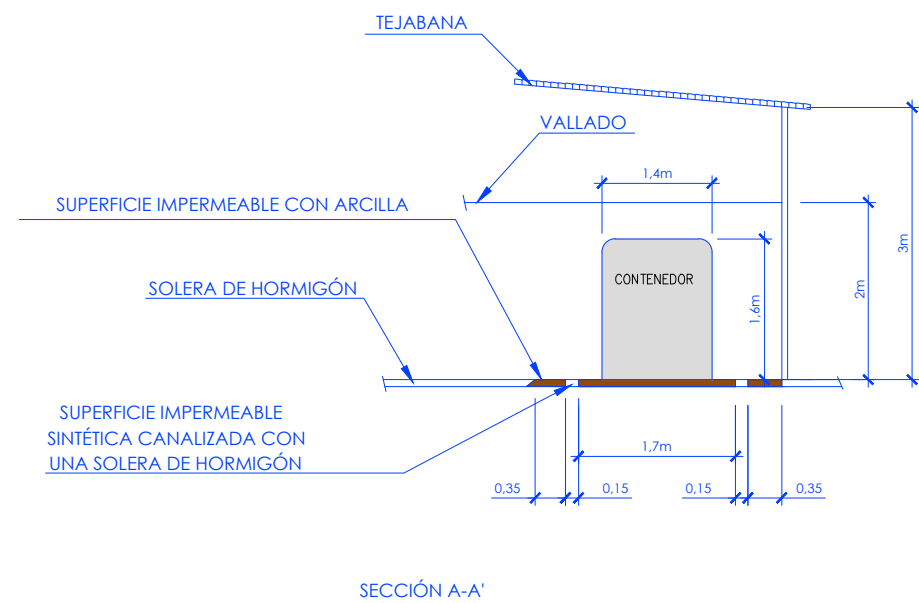 TEJABANA
VALLADO
1,4m
SUPERFICIE IMPERMEABLE CON ARCILLA
3m
CONTENEDOR
SOLERA DE HORMIGÓN
2m
1,6m
SUPERFICIE IMPERMEABLE
SINTÉTICA CANALIZADA CON
UNA SOLERA DE HORMIGÓN
1,7m
0,35
0,15
0,15
0,35
SECCIÓN A-A'